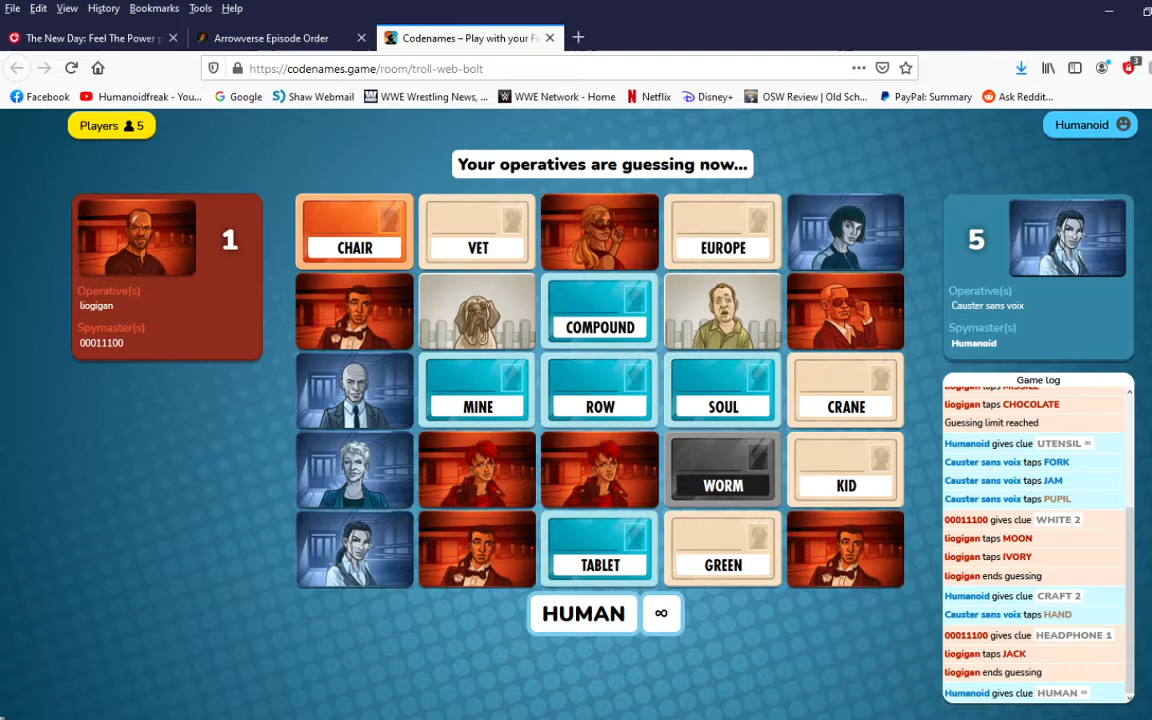 File Edit View History Bookmarks Tools Help
The New Day: Feel The Power p
Arrowverse Episode Order
Codenames – Play with your Fr
https://codenames.game/room/troll-web-bolt
3
Facebook
Humanoidfreak - You...
Google
Shaw Webmail
WWE Wrestling News, ...
WWE Network - Home
Netflix
Disney+
OSW Review | Old Sch...
PayPal: Summary
Ask Reddit...
Players 5
Humanoid
Your operatives are guessing now...
1
Operative(s)
liogigan
Spymaster(s)
00011100
CHAIR
VET
EUROPE
COMPOUND
MINE
ROW
SOUL
CRANE
WORM
KID
TABLET
GREEN
HUMAN ∞
5
Operative(s)
Causter sans voix
Spymaster(s)
Humanoid
Game log
liogigan taps MISSILE
liogigan taps CHOCOLATE
Guessing limit reached
Humanoid gives clue UTENSIL ∞
Causter sans voix taps FORK
Causter sans voix taps JAM
Causter sans voix taps PUPIL
00011100 gives clue WHITE 2
liogigan taps MOON
liogigan taps IVORY
liogigan ends guessing
Humanoid gives clue CRAFT 2
Causter sans voix taps HAND
00011100 gives clue HEADPHONE 1
liogigan taps JACK
liogigan ends guessing
Humanoid gives clue HUMAN ∞